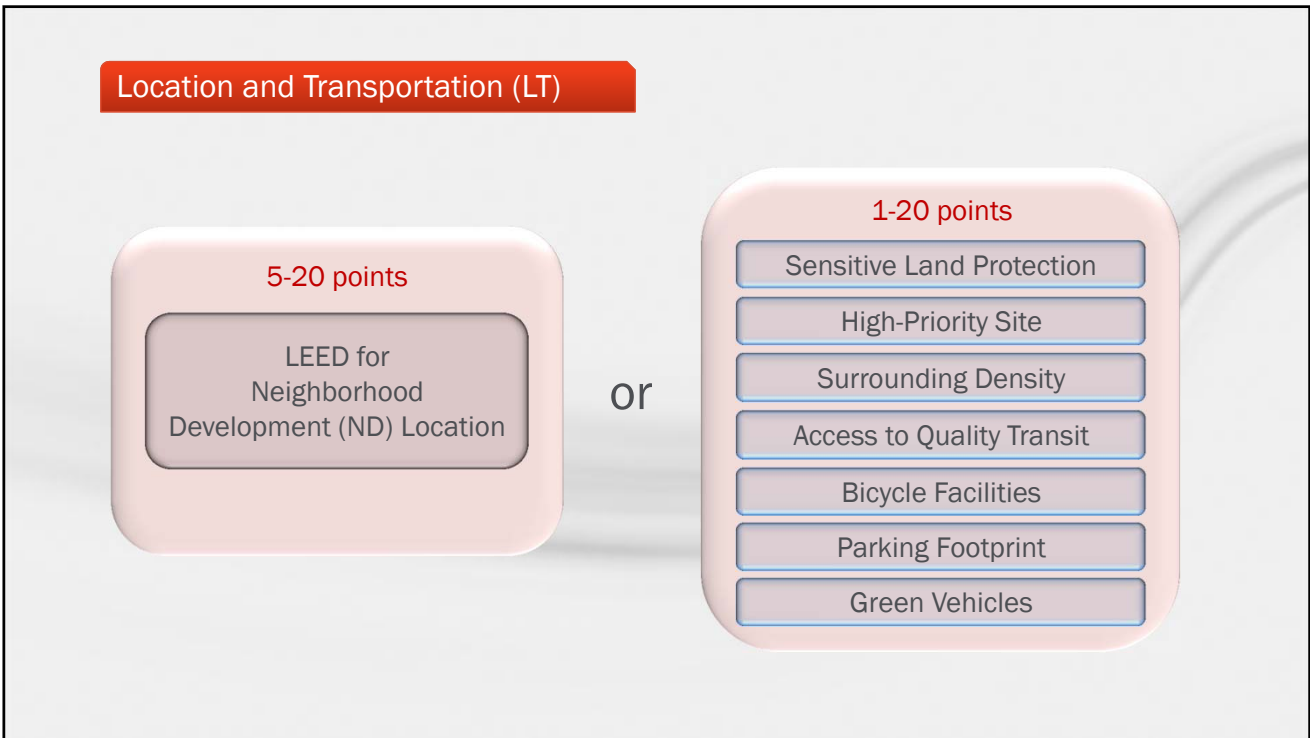 Location and Transportation (LT)
5-20 points
LEED for
Neighborhood
Development (ND) Location
or
1-20 points
Sensitive Land Protection
High-Priority Site
Surrounding Density
Access to Quality Transit
Bicycle Facilities
Parking Footprint
Green Vehicles